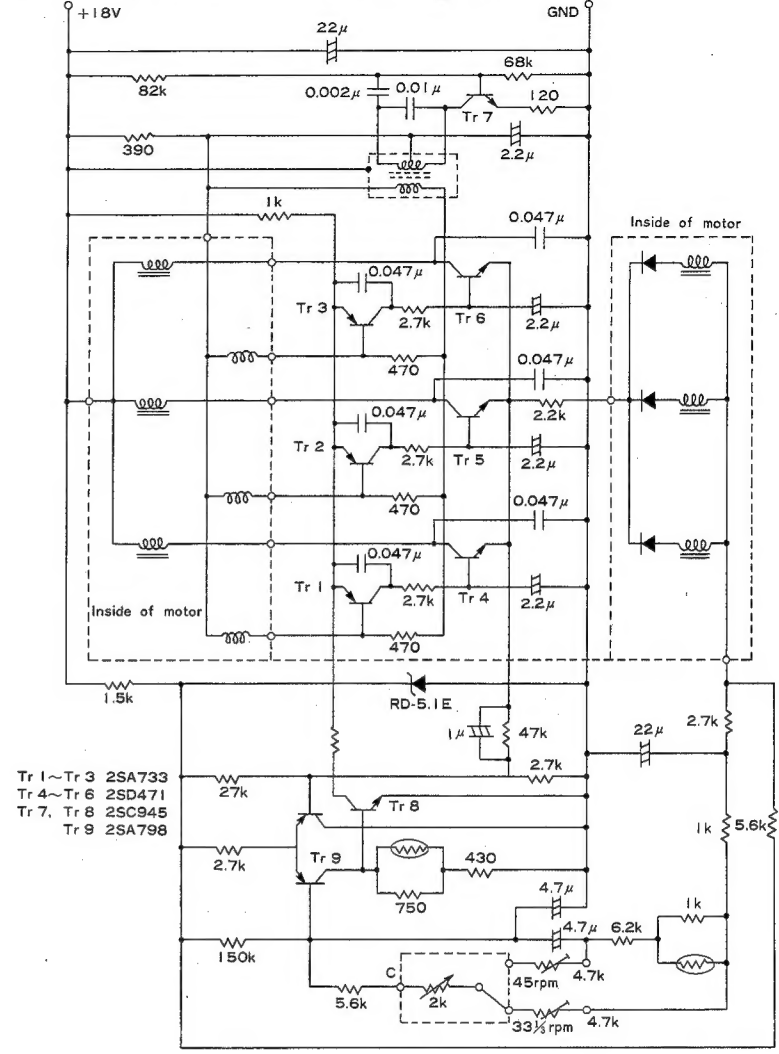 +18V
GND
22μ
82k
0.002μ
0.01μ
68k
Tr 7
120
390
2.2μ
1k
0.047μ
Inside of motor
0.047μ
Tr 3
2.7k
Tr 6
2.2μ
470
0.047μ
0.047μ
2.2k
Tr 2
2.7k
Tr 5
2.2μ
470
0.047μ
0.047μ
Tr 1
2.7k
Tr 4
2.2μ
Inside of motor
470
1.5k
RD-5.1E
1μ
47k
22μ
2.7k
Tr 1~Tr 3 2SA733
Tr 4~Tr 6 2SD471
Tr 7, Tr 8 2SC945
Tr 9 2SA798
27k
2.7k
Tr 8
1k
5.6k
2.7k
Tr 9
430
750
4.7μ
1k
4.7μ
6.2k
150k
C
45rpm
4.7k
5.6k
2k
33⅓rpm
4.7k